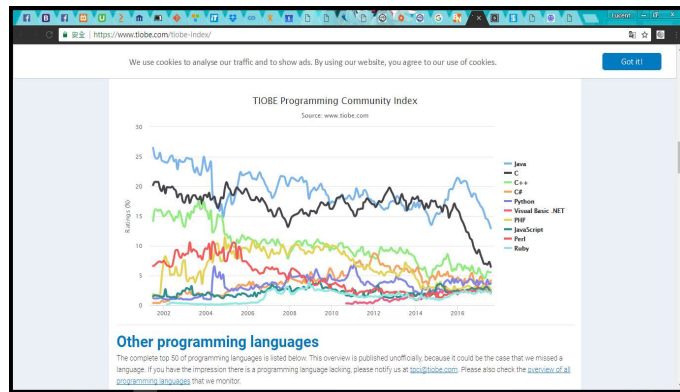 Lucent
安全 | https://www.tiobe.com/tiobe-index/
We use cookies to analyse our traffic and to show ads. By using our website, you agree to our use of cookies.
Got it!
TIOBE Programming Community Index
Source: www.tiobe.com
Ratings (%)
30
25
20
15
10
5
0
2002 2004 2006 2008 2010 2012 2014 2016
Java
C
C++
C#
Python
Visual Basic .NET
PHP
JavaScript
Perl
Ruby
Other programming languages
The complete top 50 of programming languages is listed below. This overview is published unofficially, because it could be the case that we missed a
language. If you have the impression there is a programming language lacking, please notify us at tpci@tiobe.com. Please also check the overview of all
programming languages that we monitor.